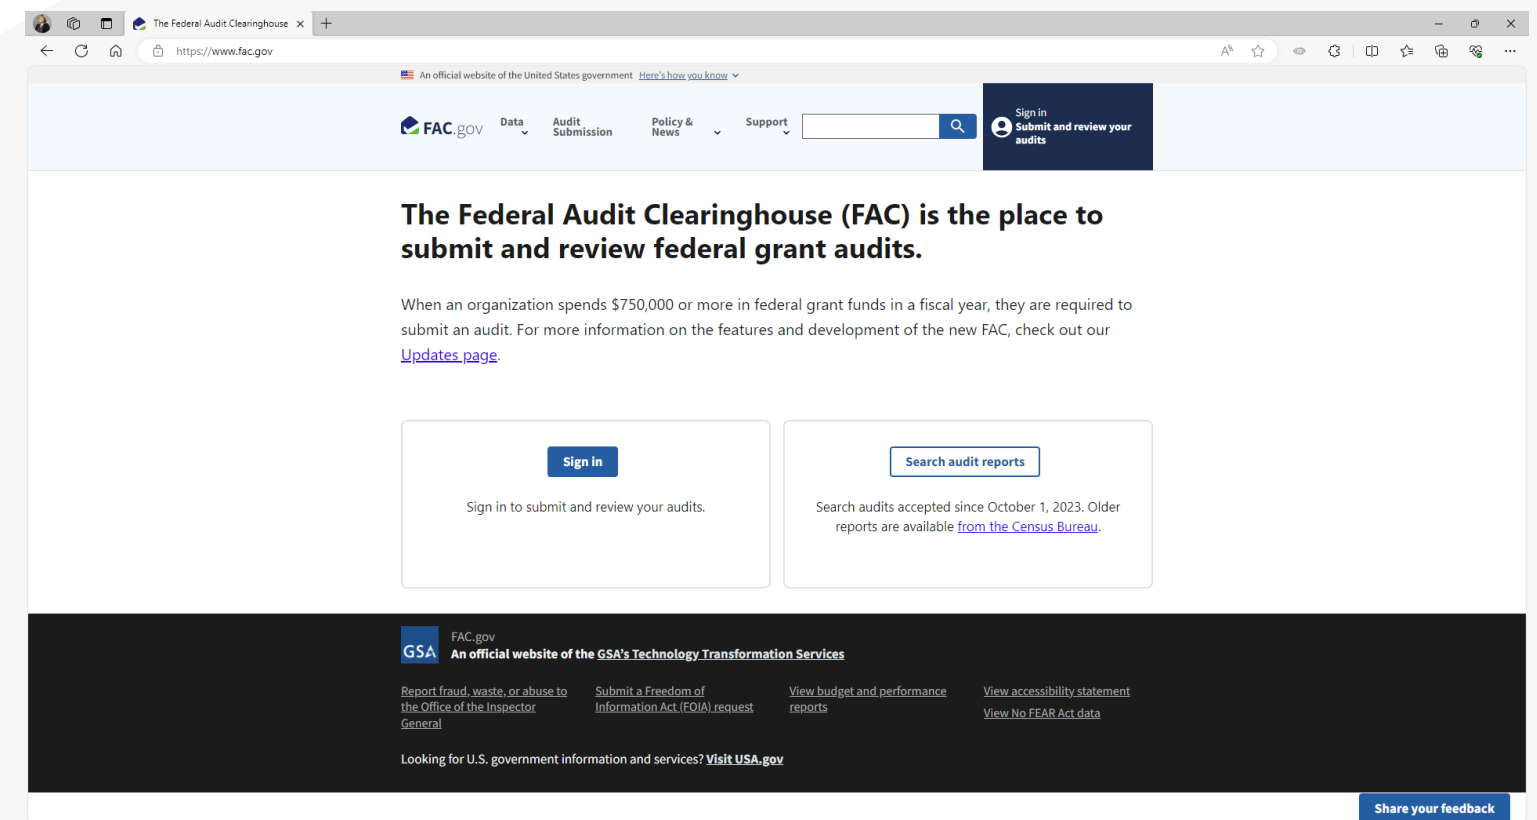 The Federal Audit Clearinghouse
https://www.fac.gov
An official website of the United States government Here's how you know
FAC.gov
Data
Audit
Submission
Policy &
News
Support
Sign in
Submit and review your
audits
The Federal Audit Clearinghouse (FAC) is the place to
submit and review federal grant audits.
When an organization spends $750,000 or more in federal grant funds in a fiscal year, they are required to
submit an audit. For more information on the features and development of the new FAC, check out our
Updates page.
Sign in
Sign in to submit and review your audits.
Search audit reports
Search audits accepted since October 1, 2023. Older
reports are available from the Census Bureau.
GSA
FAC.gov
An official website of the GSA's Technology Transformation Services
Report fraud, waste, or abuse to
the Office of the Inspector
General
Submit a Freedom of
Information Act (FOIA) request
View budget and performance
reports
View accessibility statement
View No FEAR Act data
Looking for U.S. government information and services? Visit USA.gov
Share your feedback